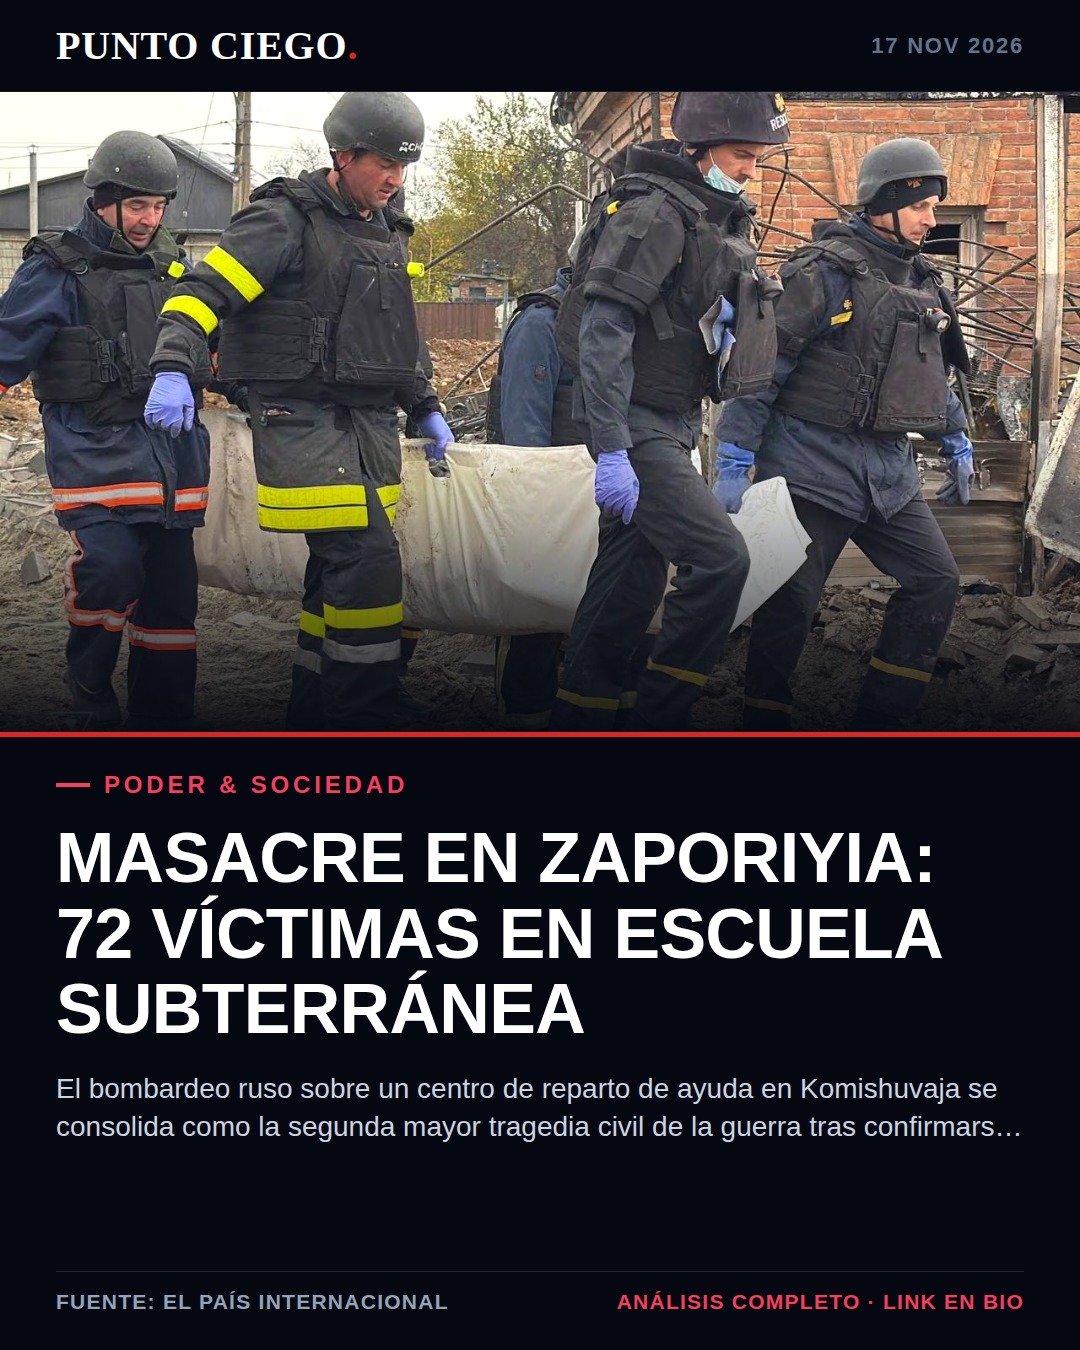 PUNTO CIEGO.
17 NOV 2026
PODER & SOCIEDAD
MASACRE EN ZAPORIYIA:
72 VÍCTIMAS EN ESCUELA
SUBTERRÁNEA
El bombardeo ruso sobre un centro de reparto de ayuda en Komishuvaja se
consolida como la segunda mayor tragedia civil de la guerra tras confirmars…
FUENTE: EL PAÍS INTERNACIONAL
ANÁLISIS COMPLETO · LINK EN BIO